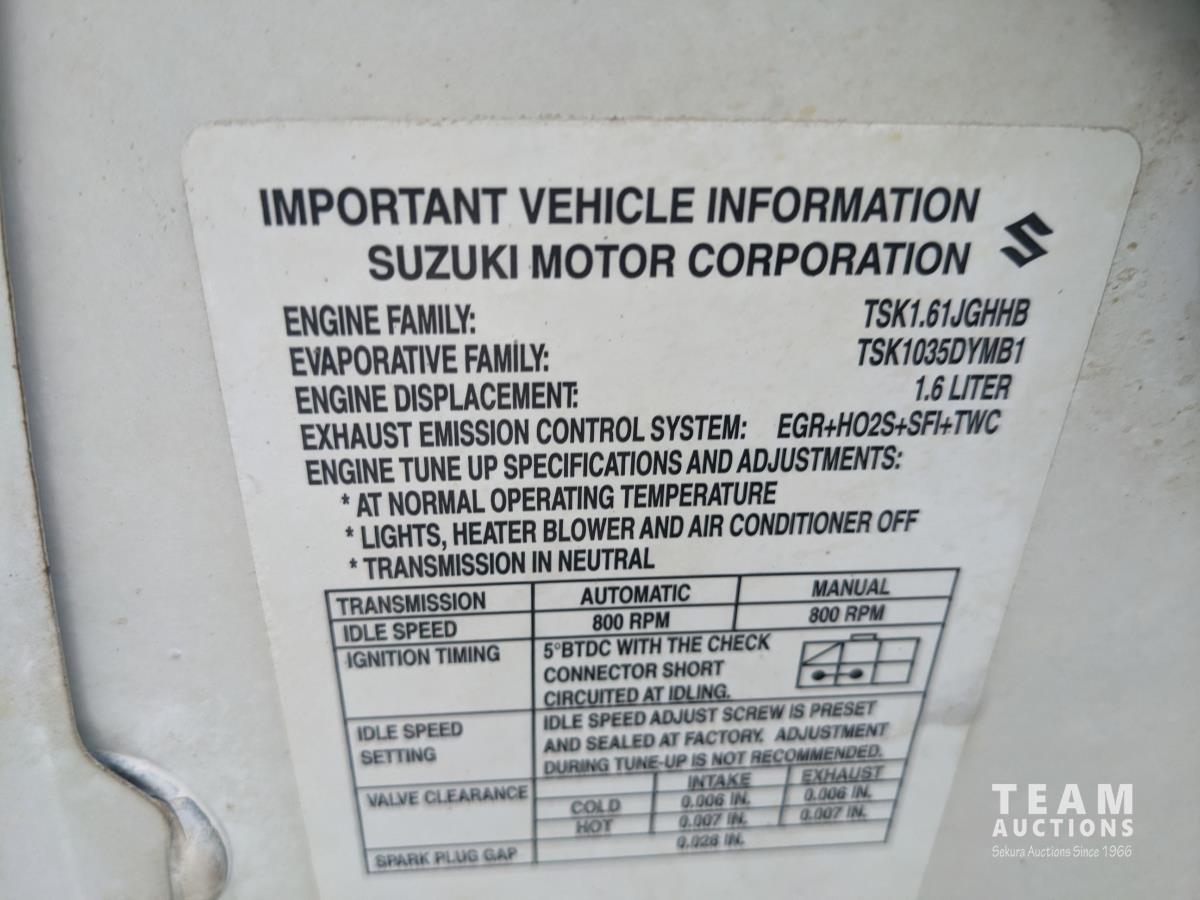 IMPORTANT VEHICLE INFORMATION
SUZUKI MOTOR CORPORATION
ENGINE FAMILY: TSK1.61JGHHB
EVAPORATIVE FAMILY: TSK1035DYMB1
ENGINE DISPLACEMENT: 1.6 LITER
EXHAUST EMISSION CONTROL SYSTEM: EGR+HO2S+SFI+TWC
ENGINE TUNE UP SPECIFICATIONS AND ADJUSTMENTS:
* AT NORMAL OPERATING TEMPERATURE
* LIGHTS, HEATER BLOWER AND AIR CONDITIONER OFF
* TRANSMISSION IN NEUTRAL
TRANSMISSION AUTOMATIC MANUAL
IDLE SPEED 800 RPM 800 RPM
IGNITION TIMING 5°BTDC WITH THE CHECK
CONNECTOR SHORT
CIRCUITED AT IDLING.
IDLE SPEED SETTING IDLE SPEED ADJUST SCREW IS PRESET
AND SEALED AT FACTORY. ADJUSTMENT
DURING TUNE-UP IS NOT RECOMMENDED.
VALVE CLEARANCE INTAKE EXHAUST
COLD 0.006 IN. 0.006 IN.
HOT 0.007 IN. 0.007 IN.
SPARK PLUG GAP 0.028 IN.
TEAM
AUCTIONS
Sekura Auctions Since 1966